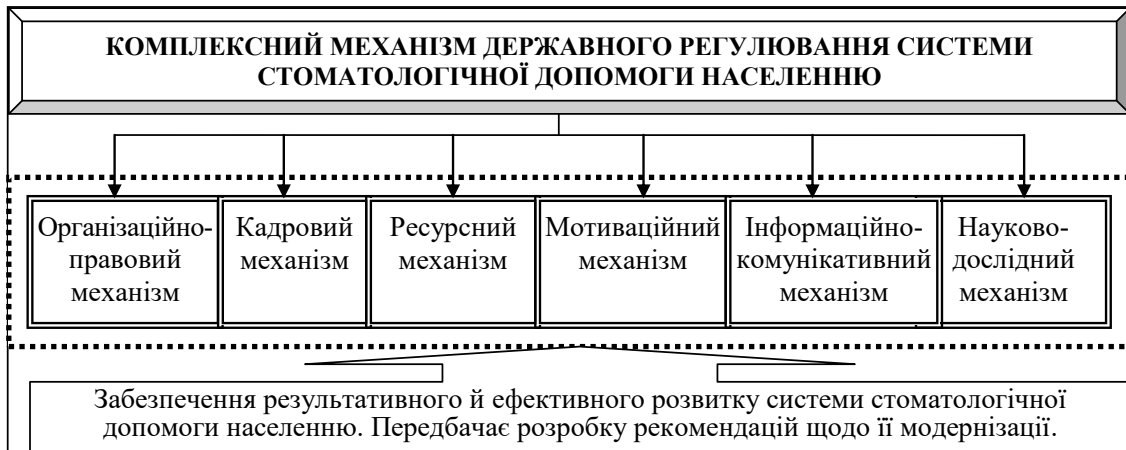 КОМПЛЕКСНИЙ МЕХАНІЗМ ДЕРЖАВНОГО РЕГУЛЮВАННЯ СИСТЕМИ
СТОМАТОЛОГІЧНОЇ ДОПОМОГИ НАСЕЛЕННЮ
Організаційно-
правовий
механізм
Кадровий
механізм
Ресурсний
механізм
Мотиваційний
механізм
Інформаційно-
комунікативний
механізм
Науково-
дослідний
механізм
Забезпечення результативного й ефективного розвитку системи стоматологічної
допомоги населенню. Передбачає розробку рекомендацій щодо її модернізації.